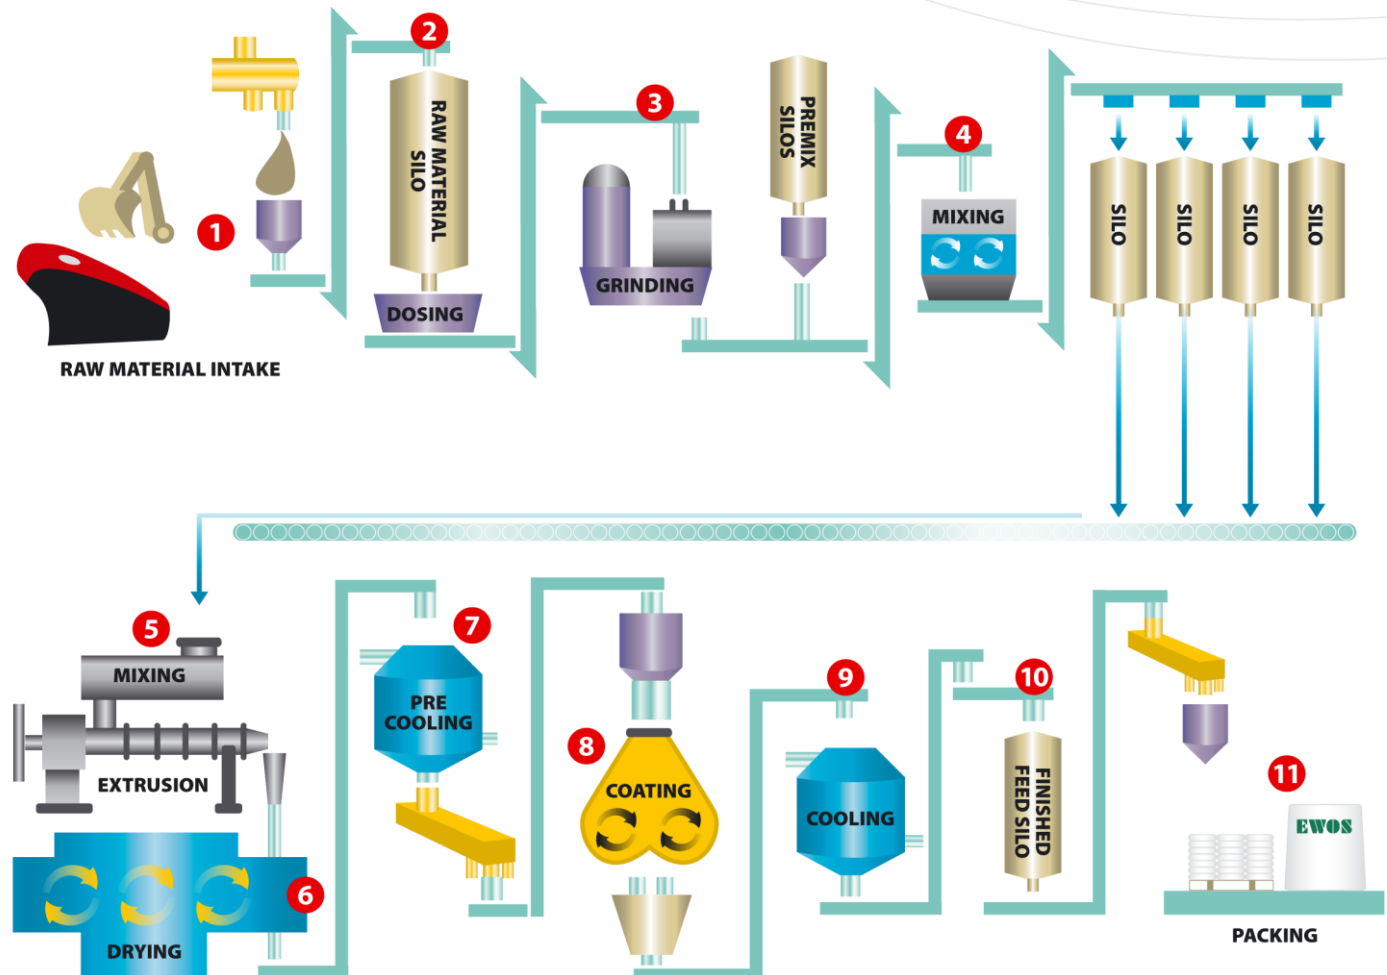 1
RAW MATERIAL INTAKE
2
RAW MATERIAL
SILO
DOSING
3
GRINDING
PREMIX
SILOS
4
MIXING
SILO
SILO
SILO
SILO
5
MIXING
EXTRUSION
6
DRYING
7
PRE
COOLING
8
COATING
9
COOLING
10
FINISHED
FEED SILO
11
EWOS
PACKING